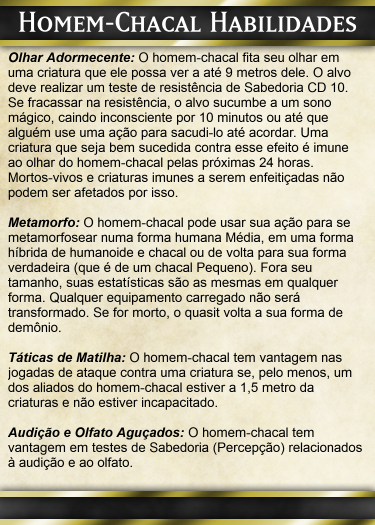 Homem-Chacal Habilidades
Olhar Adormecente: O homem-chacal fita seu olhar em
uma criatura que ele possa ver a até 9 metros dele. O alvo
deve realizar um teste de resistência de Sabedoria CD 10.
Se fracassar na resistência, o alvo sucumbe a um sono
mágico, caindo inconsciente por 10 minutos ou até que
alguém use uma ação para sacudi-lo até acordar. Uma
criatura que seja bem sucedida contra esse efeito é imune
ao olhar do homem-chacal pelas próximas 24 horas.
Mortos-vivos e criaturas imunes a serem enfeitiçadas não
podem ser afetados por isso.
Metamorfo: O homem-chacal pode usar sua ação para se
metamorfosear numa forma humana Média, em uma forma
híbrida de humanoide e chacal ou de volta para sua forma
verdadeira (que é de um chacal Pequeno). Fora seu
tamanho, suas estatísticas são as mesmas em qualquer
forma. Qualquer equipamento carregado não será
transformado. Se for morto, o quasit volta a sua forma de
demônio.
Táticas de Matilha: O homem-chacal tem vantagem nas
jogadas de ataque contra uma criatura se, pelo menos, um
dos aliados do homem-chacal estiver a 1,5 metro da
criaturas e não estiver incapacitado.
Audição e Olfato Aguçados: O homem-chacal tem
vantagem em testes de Sabedoria (Percepção) relacionados
à audição e ao olfato.